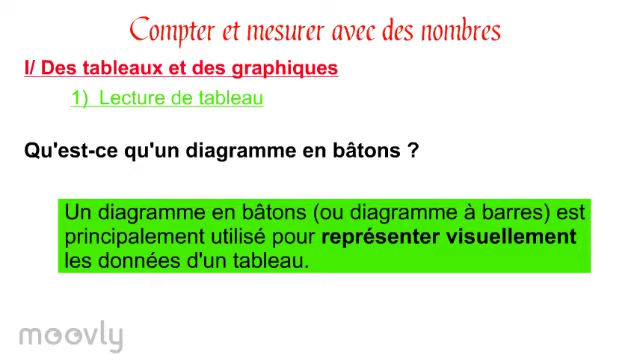 Compter et mesurer avec des nombres
I/ Des tableaux et des graphiques
1) Lecture de tableau
Qu'est-ce qu'un diagramme en bâtons ?
Un diagramme en bâtons (ou diagramme à barres) est
principalement utilisé pour représenter visuellement
les données d'un tableau.
moovly